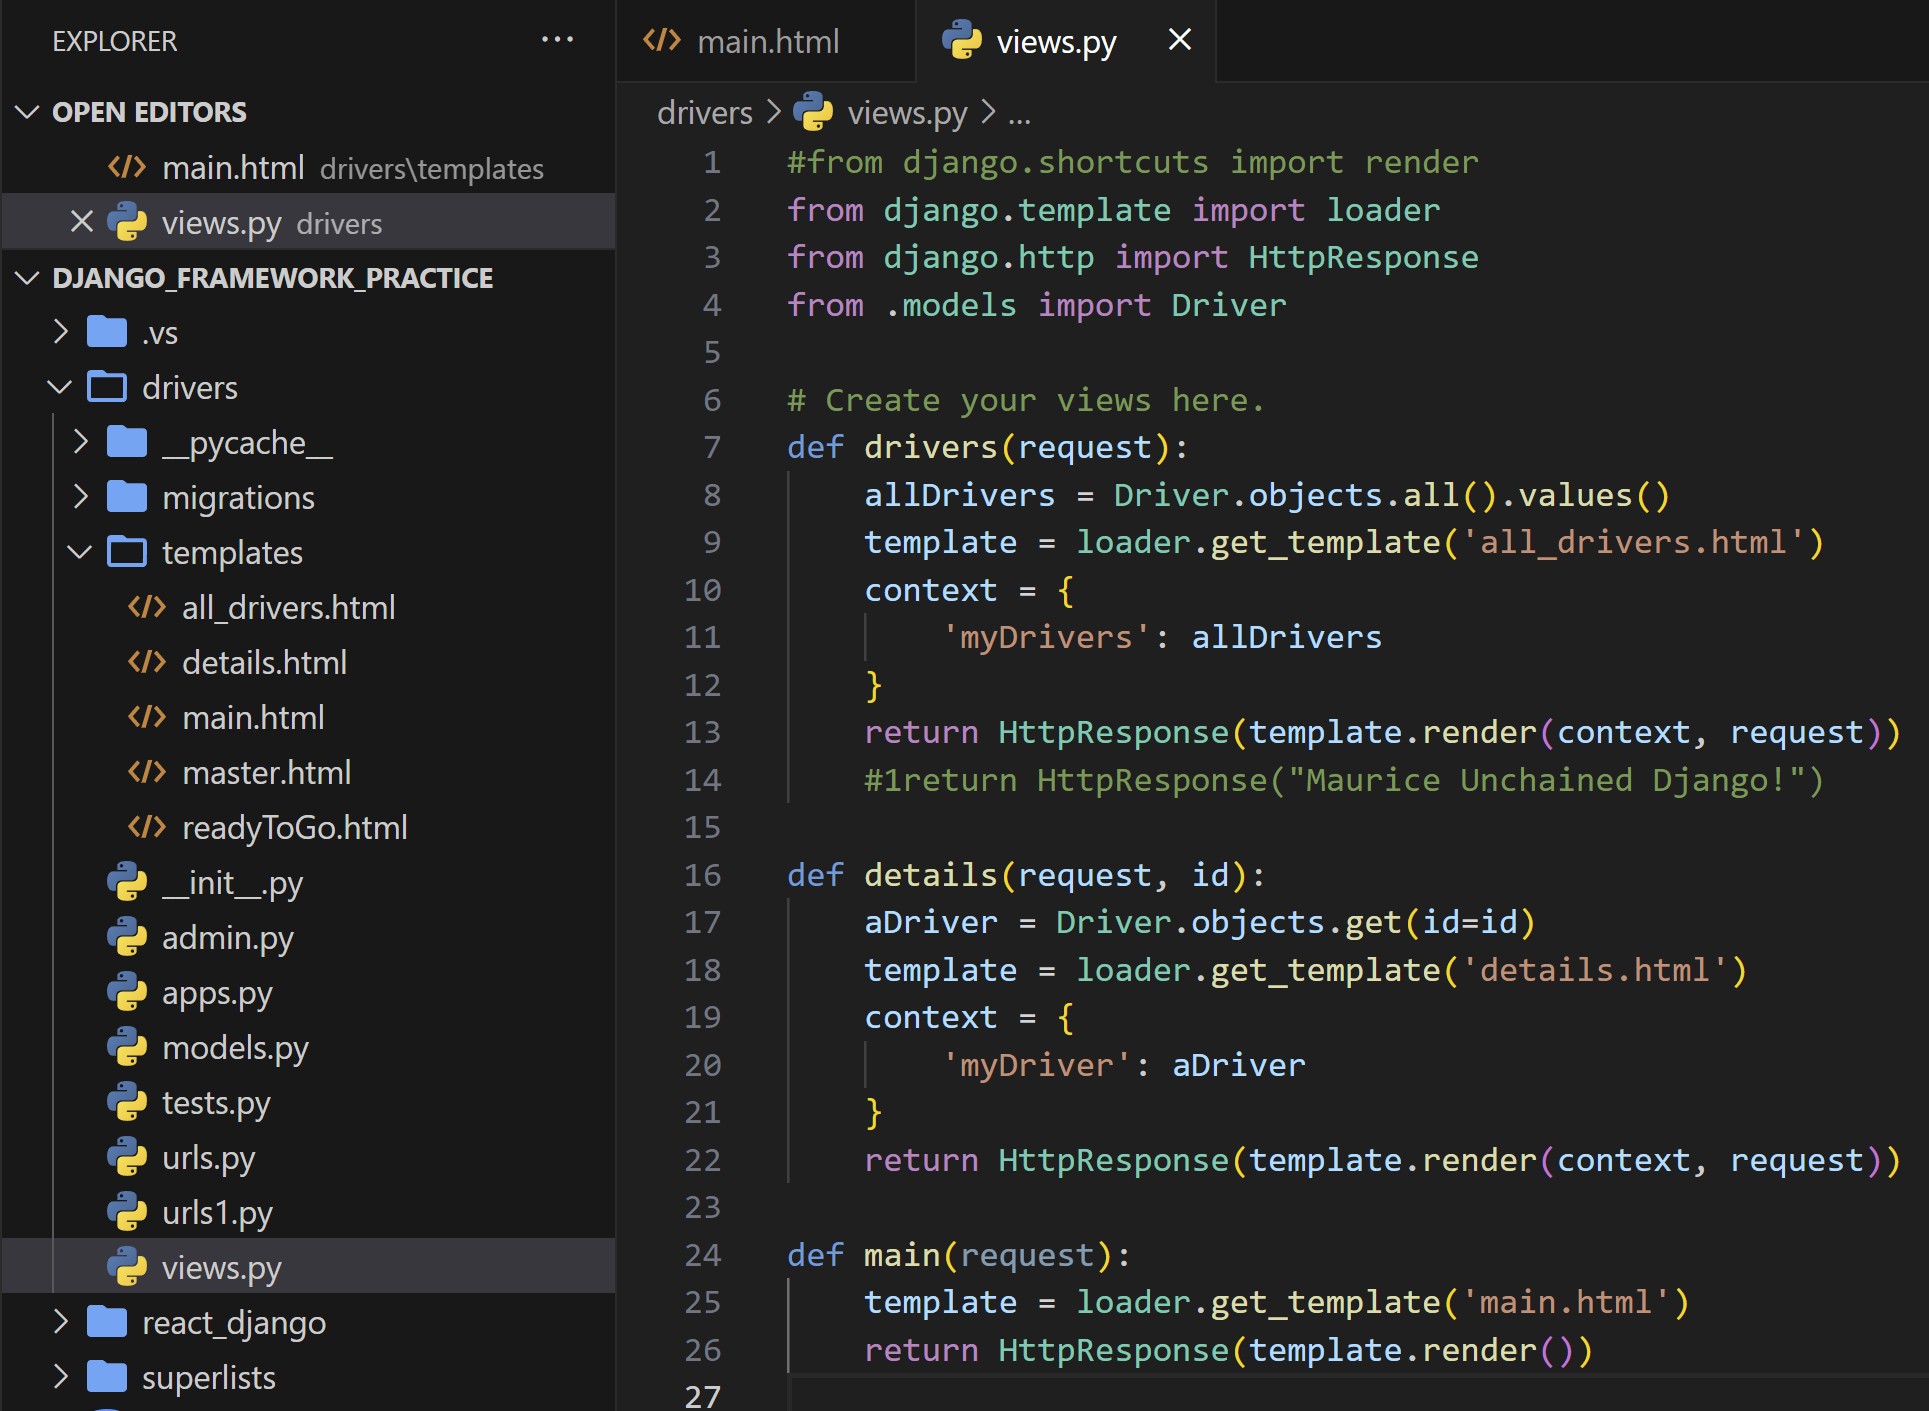 EXPLORER
OPEN EDITORS
main.html drivers\templates
views.py drivers
DJANGO_FRAMEWORK_PRACTICE
.vs
drivers
__pycache__
migrations
templates
all_drivers.html
details.html
main.html
master.html
readyToGo.html
__init__.py
admin.py
apps.py
models.py
tests.py
urls.py
urls1.py
views.py
react_django
superlists
main.html
views.py
drivers > views.py > ...
1 #from django.shortcuts import render
2 from django.template import loader
3 from django.http import HttpResponse
4 from .models import Driver
5
6 # Create your views here.
7 def drivers(request):
8     allDrivers = Driver.objects.all().values()
9     template = loader.get_template('all_drivers.html')
10     context = {
11         'myDrivers': allDrivers
12     }
13     return HttpResponse(template.render(context, request))
14     #1return HttpResponse("Maurice Unchained Django!")
15
16 def details(request, id):
17     aDriver = Driver.objects.get(id=id)
18     template = loader.get_template('details.html')
19     context = {
20         'myDriver': aDriver
21     }
22     return HttpResponse(template.render(context, request))
23
24 def main(request):
25     template = loader.get_template('main.html')
26     return HttpResponse(template.render())
27